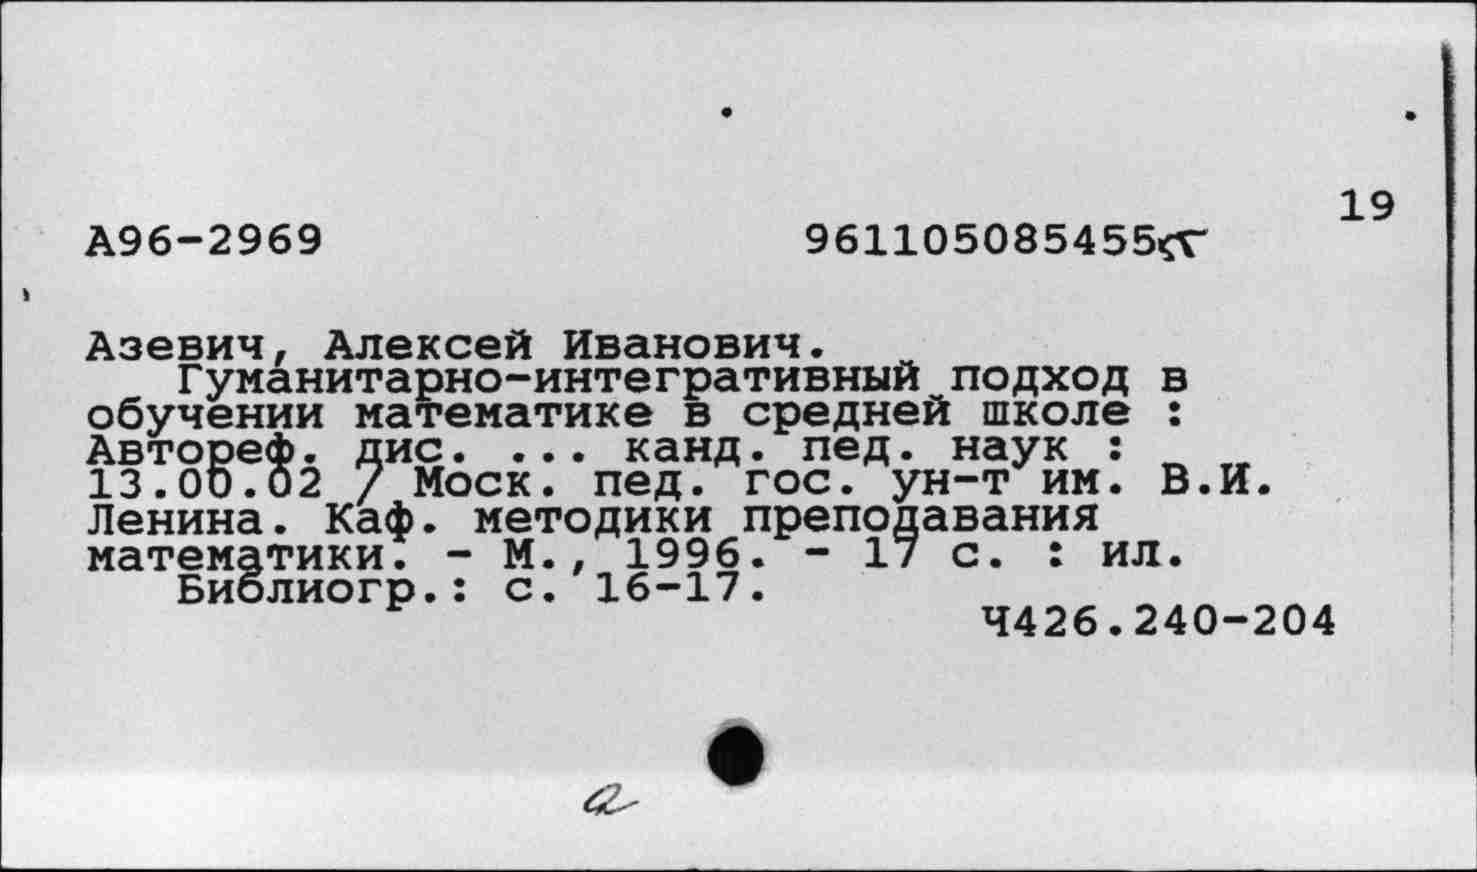 19
А96-2969 961105085455
Азевич, Алексей Иванович.
Гуманитарно-интегративный подход в
обучении математике в средней школе :
Автореф. дис. ... канд. пед. наук :
13.00.02 / Моск. пед. гос. ун-т им. В.И.
Ленина. Каф. методики преподавания
математики. - М., 1996. - 17 с. : ил.
Библиогр.: с. 16-17.
Ч426.240-204
а